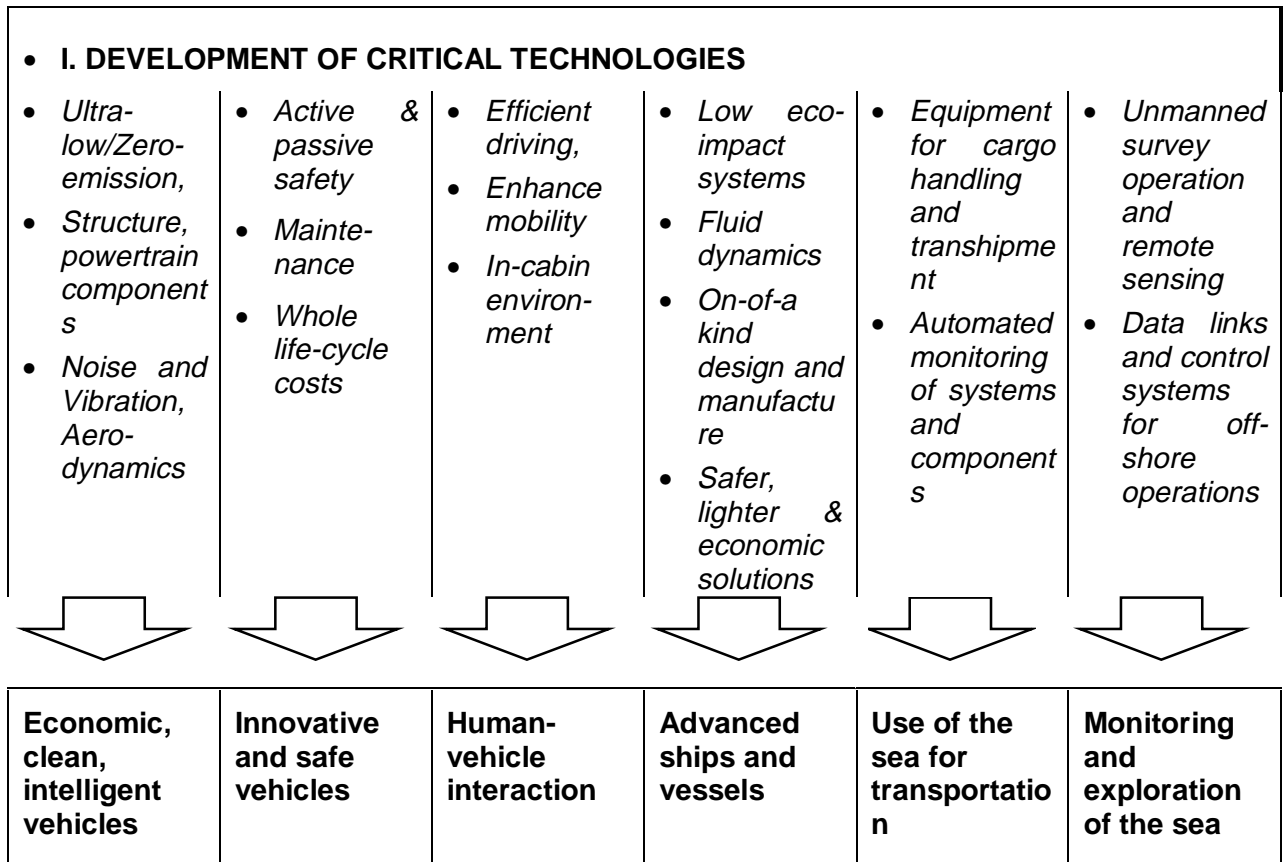 • I. DEVELOPMENT OF CRITICAL TECHNOLOGIES
• Ultra-
low/Zero-
emission,
• Structure,
powertrain
component
s
• Noise and
Vibration,
Aero-
dynamics
• Active &
passive
safety
• Mainte-
nance
• Whole
life-cycle
costs
• Efficient
driving,
• Enhance
mobility
• In-cabin
environ-
ment
• Low eco-
impact
systems
• Fluid
dynamics
• On-of-a
kind
design and
manufactu
re
• Safer,
lighter &
economic
solutions
• Equipment
for cargo
handling
and
transhipme
nt
• Automated
monitoring
of systems
and
component
s
• Unmanned
survey
operation
and
remote
sensing
• Data links
and control
systems
for off-
shore
operations
Economic,
clean,
intelligent
vehicles
Innovative
and safe
vehicles
Human-
vehicle
interaction
Advanced
ships and
vessels
Use of the
sea for
transportatio
n
Monitoring
and
exploration
of the sea